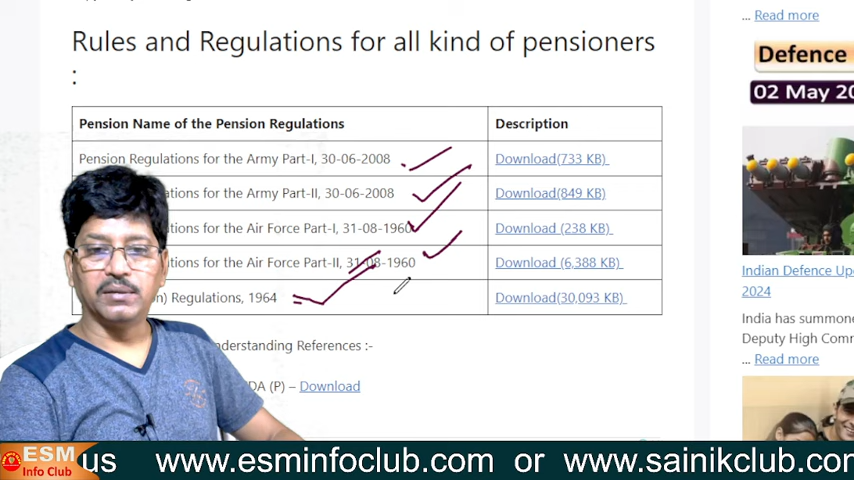 ... Read more
Rules and Regulations for all kind of pensioners
:
Pension Name of the Pension Regulations Description
Pension Regulations for the Army Part-I, 30-06-2008 Download(733 KB)
tions for the Army Part-II, 30-06-2008 Download(849 KB)
ulations for the Air Force Part-I, 31-08-1960 Download (238 KB)
ulations for the Air Force Part-II, 31-08-1960 Download (6,388 KB)
n) Regulations, 1964 Download(30,093 KB)
nderstanding References :-
DA (P) – Download
Defence
02 May 20
Indian Defence Up
2024
India has summon
Deputy High Com
... Read more
ESM
Info Club
us www.esminfoclub.com or www.sainikclub.co